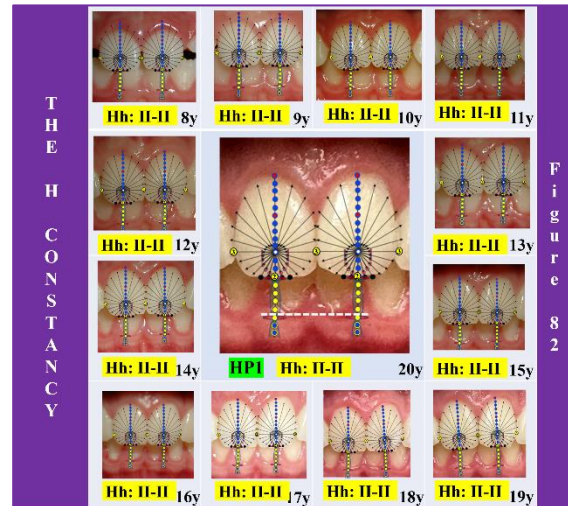 THE H CONSTANCY
Hh: II-II 8y
Hh: II-II 9y
Hh: II-II 10y
Hh: II-II 11y
Hh: II-II 12y
Hh: II-II 13y
Hh: II-II 14y
HPI Hh: II-II 20y
Hh: II-II 15y
Hh: II-II 16y
Hh: II-II 17y
Hh: II-II 18y
Hh: II-II 19y
Figure 82